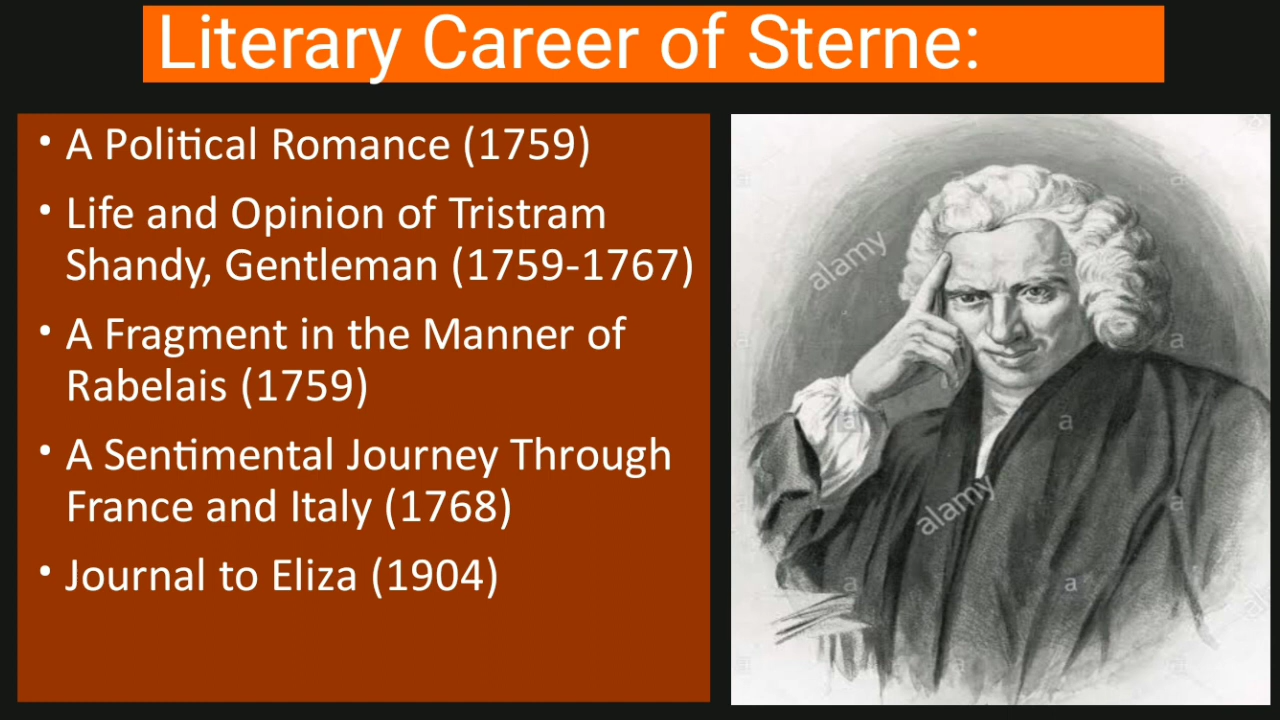 Literary Career of Sterne:
• A Political Romance (1759)
• Life and Opinion of Tristram
Shandy, Gentleman (1759-1767)
• A Fragment in the Manner of
Rabelais (1759)
• A Sentimental Journey Through
France and Italy (1768)
• Journal to Eliza (1904)
alamy
alamy
a
a
a
a
a
a
a
a